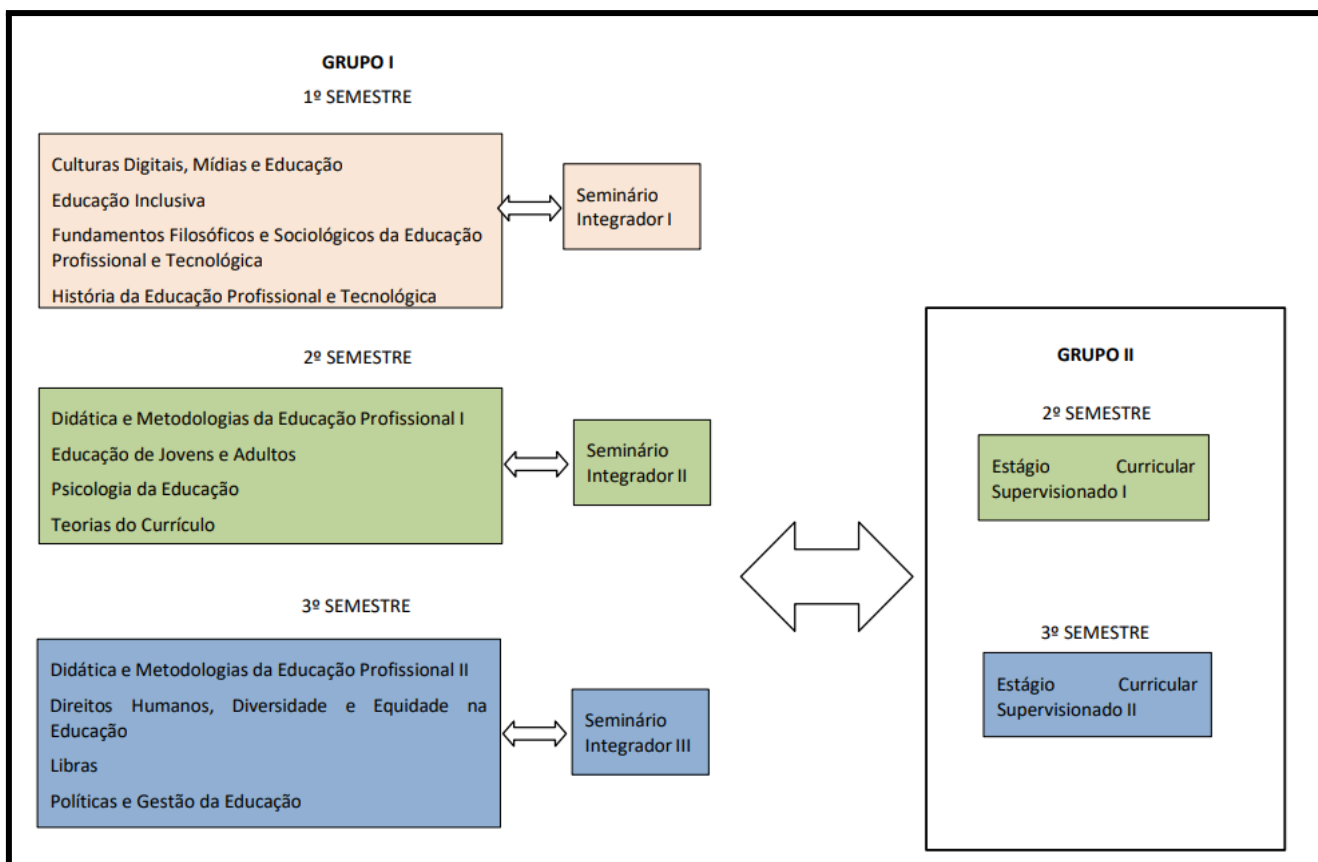 GRUPO I
1º SEMESTRE
Culturas Digitais, Mídias e Educação
Educação Inclusiva
Fundamentos Filosóficos e Sociológicos da Educação
Profissional e Tecnológica
História da Educação Profissional e Tecnológica
Seminário
Integrador I
2º SEMESTRE
Didática e Metodologias da Educação Profissional I
Educação de Jovens e Adultos
Psicologia da Educação
Teorias do Currículo
Seminário
Integrador II
3º SEMESTRE
Didática e Metodologias da Educação Profissional II
Direitos Humanos, Diversidade e Equidade na
Educação
Libras
Políticas e Gestão da Educação
Seminário
Integrador III
GRUPO II
2º SEMESTRE
Estágio Curricular
Supervisionado I
3º SEMESTRE
Estágio Curricular
Supervisionado II